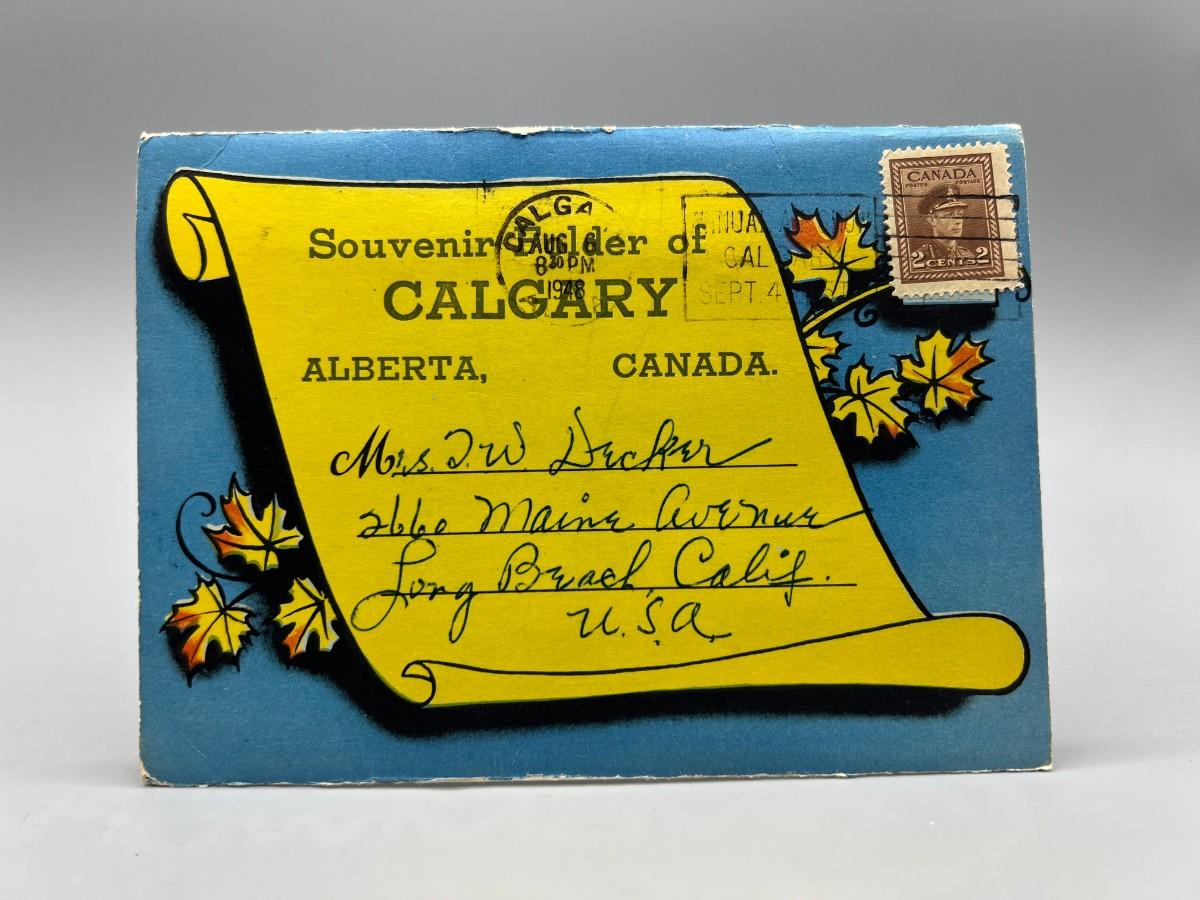 CANADA
POSTES POSTAGE
2 CENTS 2
CALGA
AUG 6
8 30 PM
1948
SEPT. 4
Souvenir Folder of
CALGARY
ALBERTA, CANADA.
Mrs. I. W. Decker
2660 Maine Avenue
Long Beach, Calif.
U.S.A.